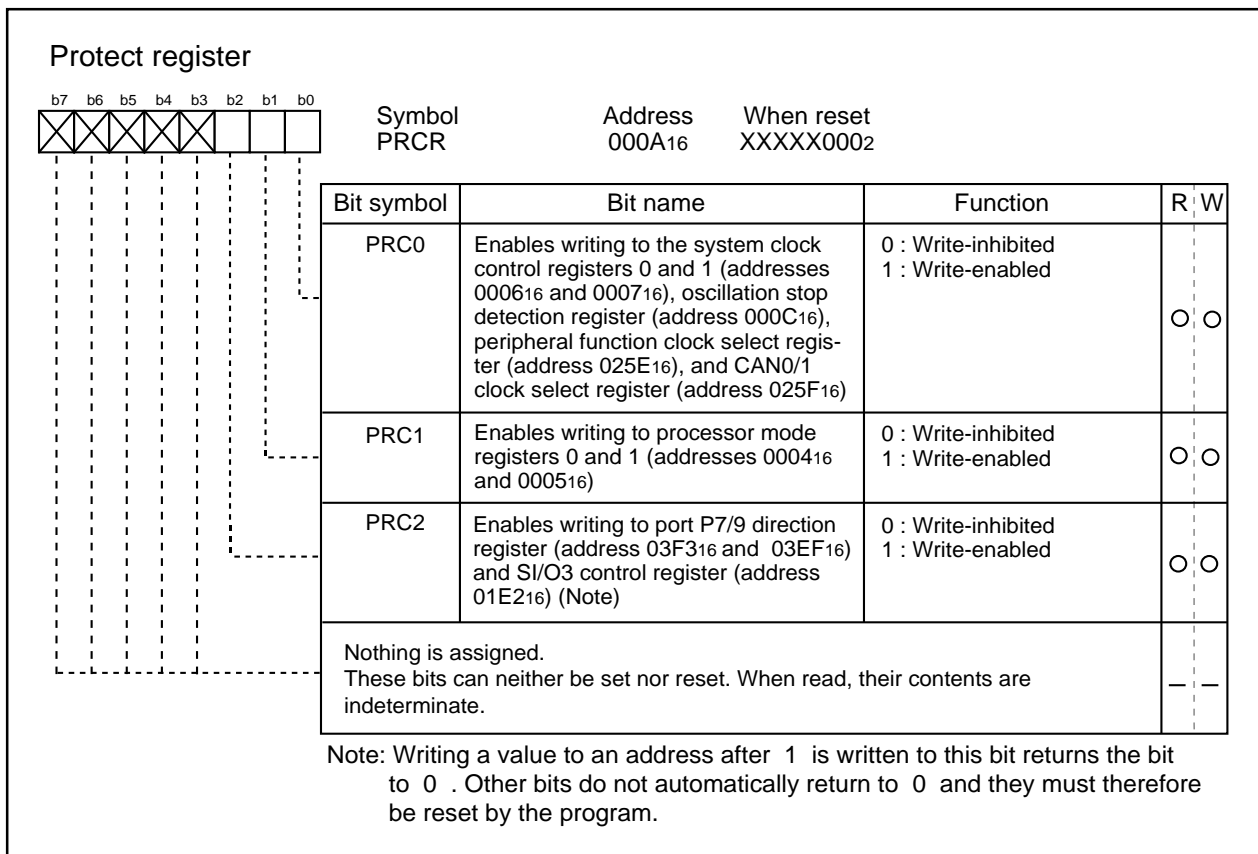 Protect register
b7 b6 b5 b4 b3 b2 b1 b0
Symbol Address When reset
PRCR 000A16 XXXXX0002
Bit symbol Bit name Function R W
PRC0 Enables writing to the system clock 0 : Write-inhibited
control registers 0 and 1 (addresses 1 : Write-enabled
000616 and 000716), oscillation stop
detection register (address 000C16),
peripheral function clock select regis-
ter (address 025E16), and CAN0/1
clock select register (address 025F16)
PRC1 Enables writing to processor mode 0 : Write-inhibited
registers 0 and 1 (addresses 000416 1 : Write-enabled
and 000516)
PRC2 Enables writing to port P7/9 direction 0 : Write-inhibited
register (address 03F316 and 03EF16) 1 : Write-enabled
and SI/O3 control register (address
01E216) (Note)
Nothing is assigned.
These bits can neither be set nor reset. When read, their contents are
indeterminate.
Note: Writing a value to an address after 1 is written to this bit returns the bit
to 0 . Other bits do not automatically return to 0 and they must therefore
be reset by the program.